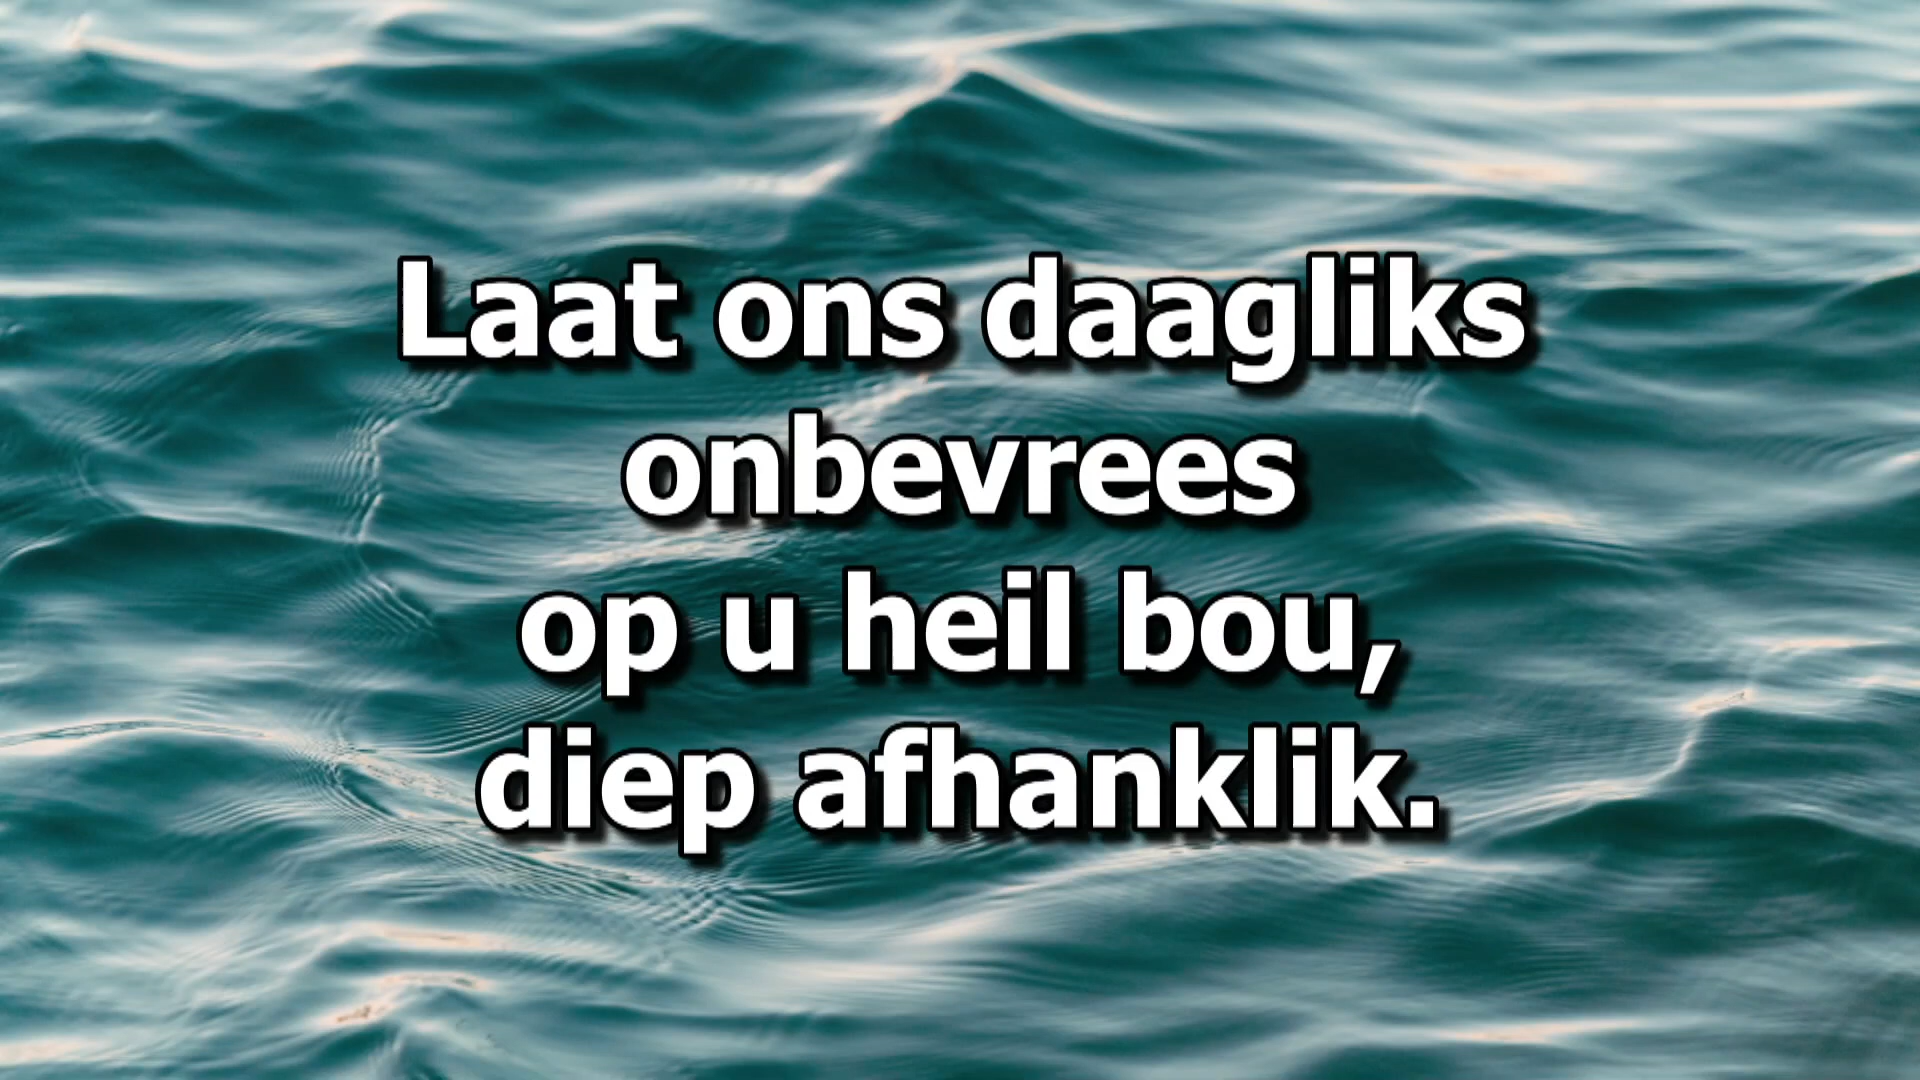 Laat ons daagliks
onbevrees
op u heil bou,
diep afhanklik.